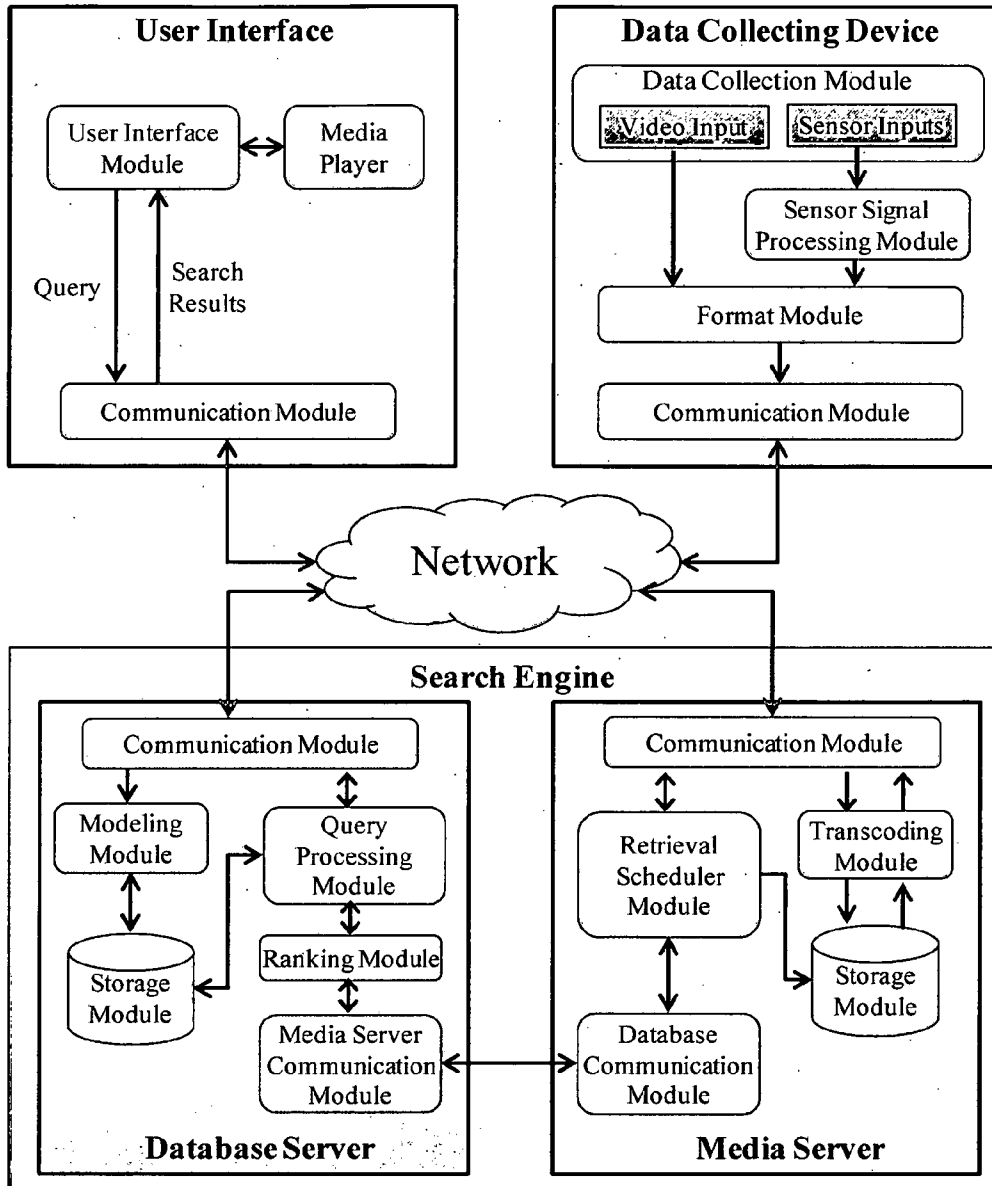 User Interface
User Interface
Module
Media
Player
Query
Search
Results
Communication Module
Data Collecting Device
Data Collection Module
Video Input
Sensor Inputs
Sensor Signal
Processing Module
Format Module
Communication Module
Network
Search Engine
Communication Module
Modeling
Module
Query
Processing
Module
Storage
Module
Ranking Module
Media Server
Communication
Module
Database Server
Communication Module
Retrieval
Scheduler
Module
Transcoding
Module
Storage
Module
Database
Communication
Module
Media Server